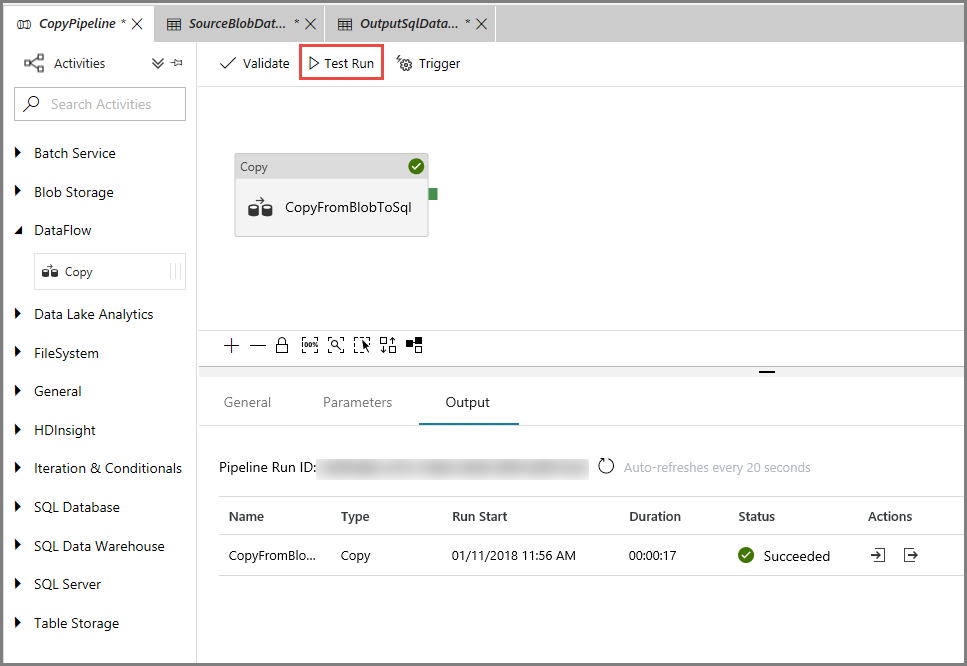 CopyPipeline *
SourceBlobDat... *
OutputSqlData... *
Activities
Search Activities
Batch Service
Blob Storage
DataFlow
Copy
Data Lake Analytics
FileSystem
General
HDInsight
Iteration & Conditionals
SQL Database
SQL Data Warehouse
SQL Server
Table Storage
Validate
Test Run
Trigger
Copy
CopyFromBlobToSql
100%
General Parameters Output
Pipeline Run ID:
Auto-refreshes every 20 seconds
Name Type Run Start Duration Status Actions
CopyFromBlo... Copy 01/11/2018 11:56 AM 00:00:17 Succeeded